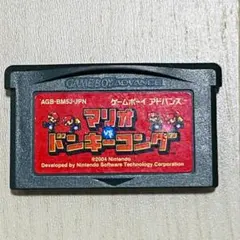 GAME BOY ADVANCE
AGB-BM5J-JPN
ゲームボーイ アドバンス
マリオ
VS.
ドンキーコング
©2004 Nintendo
Developed by Nintendo Software Technology Corporation